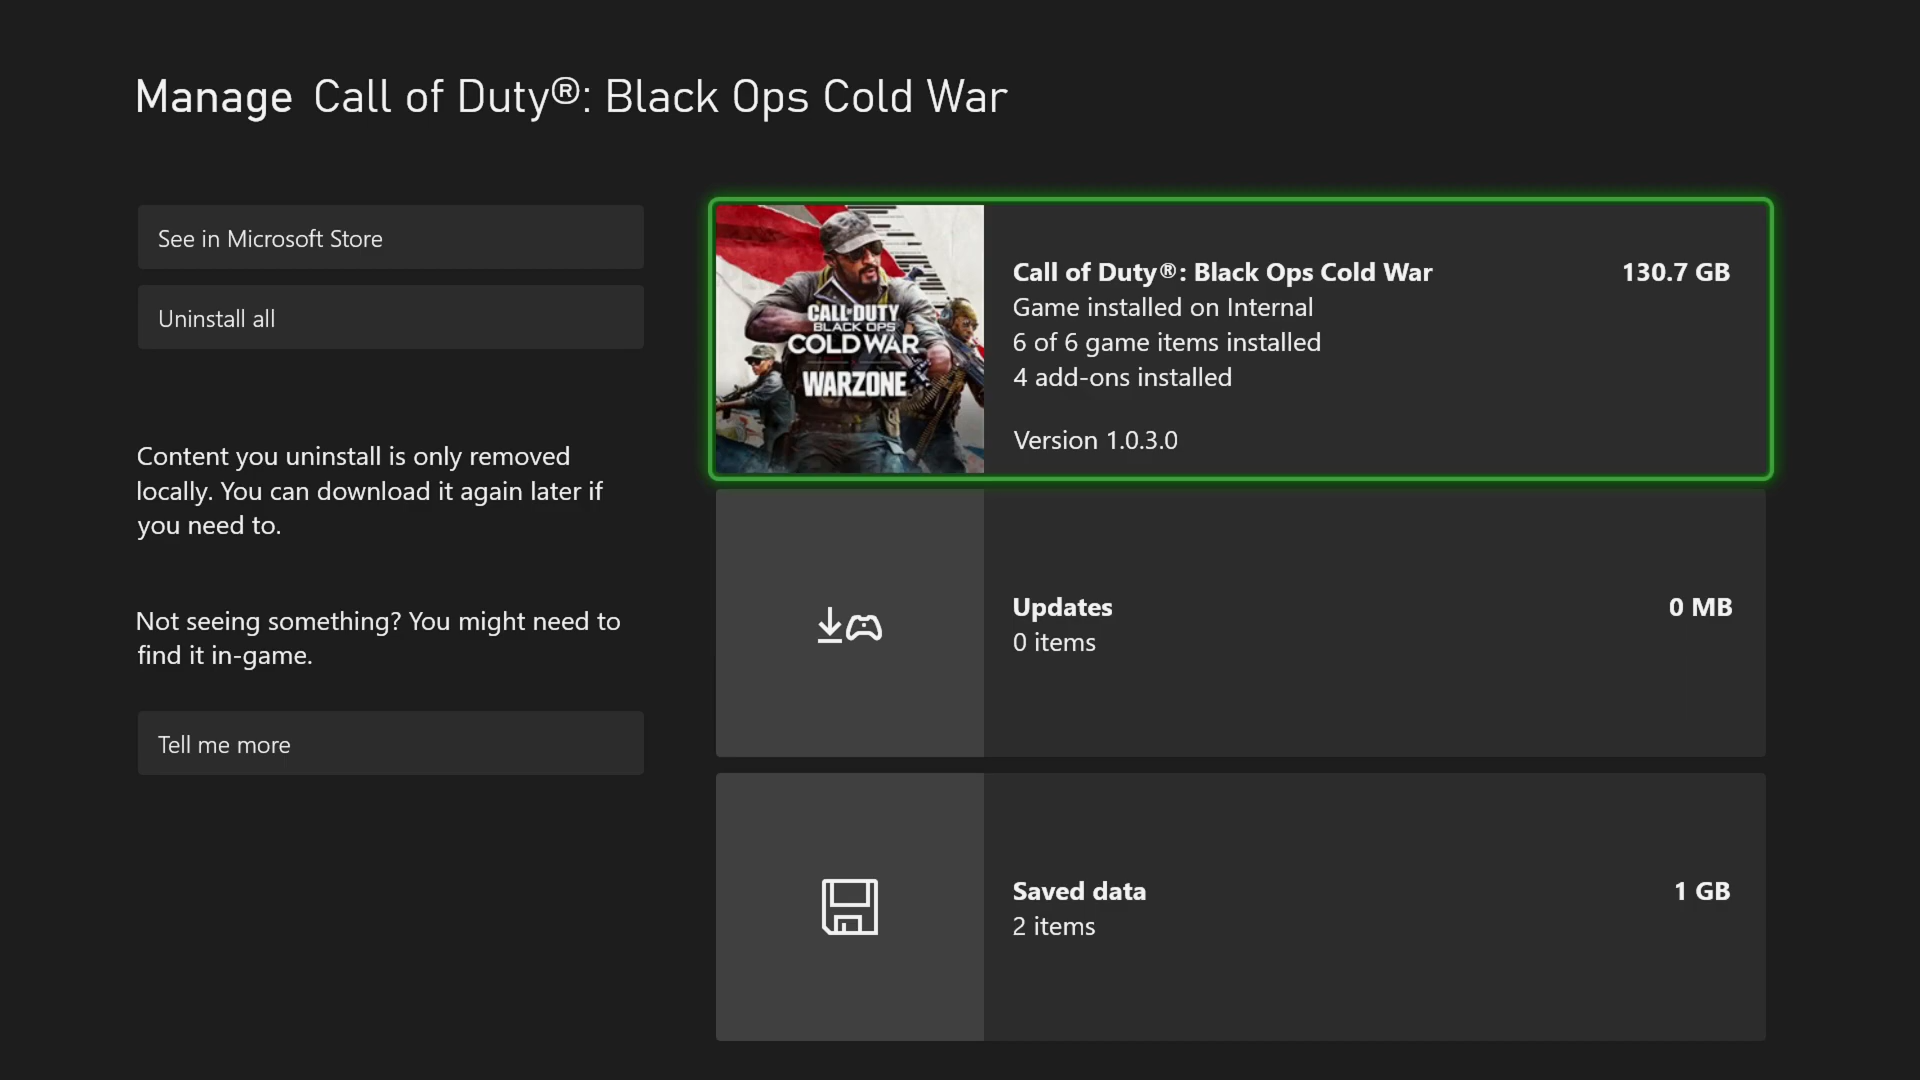 Manage Call of Duty®: Black Ops Cold War
See in Microsoft Store
Uninstall all
Content you uninstall is only removed
locally. You can download it again later if
you need to.
Not seeing something? You might need to
find it in-game.
Tell me more
CALL OF DUTY
BLACK OPS
COLD WAR
WARZONE
Call of Duty®: Black Ops Cold War 130.7 GB
Game installed on Internal
6 of 6 game items installed
4 add-ons installed
Version 1.0.3.0
Updates 0 MB
0 items
Saved data 1 GB
2 items